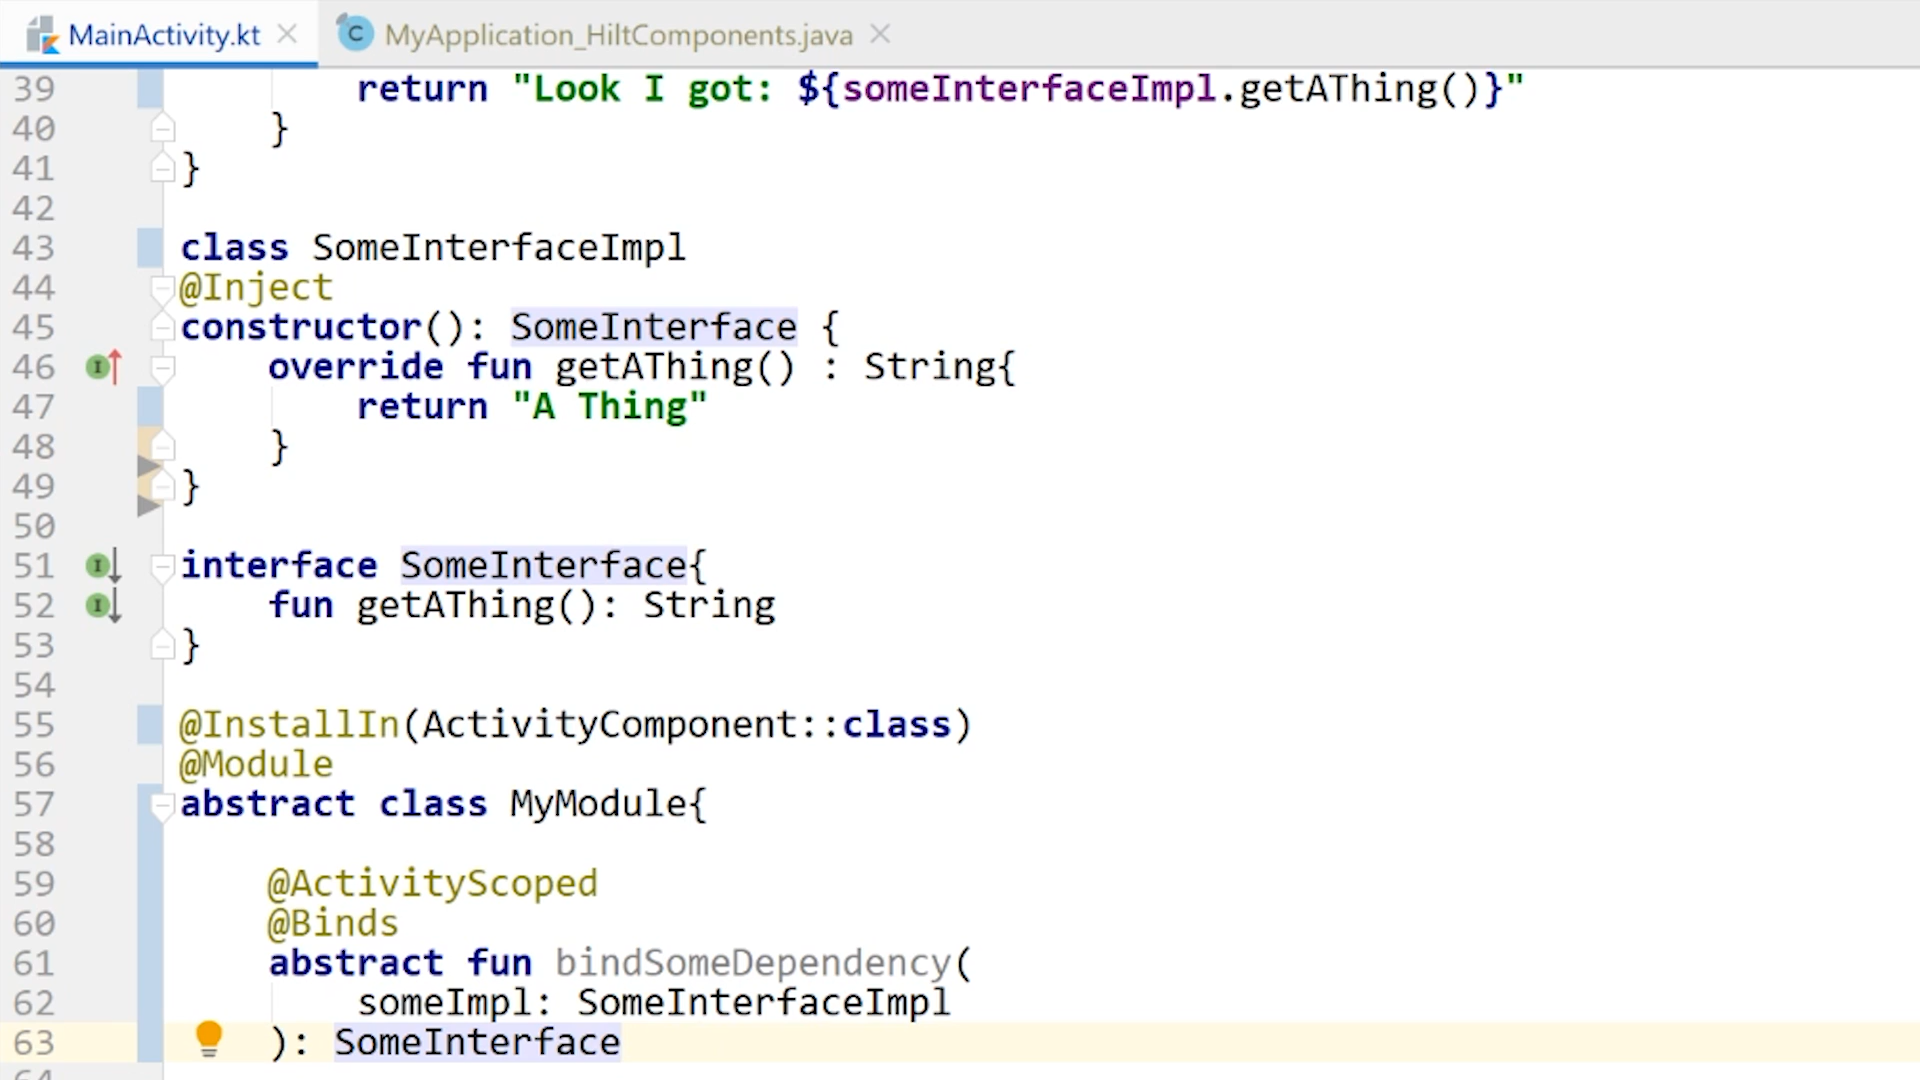 MainActivity.kt
MyApplication_HiltComponents.java
39 return "Look I got: ${someInterfaceImpl.getAThing()}"
40 }
41 }
42
43 class SomeInterfaceImpl
44 @Inject
45 constructor(): SomeInterface {
46 override fun getAThing() : String{
47 return "A Thing"
48 }
49 }
50
51 interface SomeInterface{
52 fun getAThing(): String
53 }
54
55 @InstallIn(ActivityComponent::class)
56 @Module
57 abstract class MyModule{
58
59 @ActivityScoped
60 @Binds
61 abstract fun bindSomeDependency(
62 someImpl: SomeInterfaceImpl
63 ): SomeInterface
64